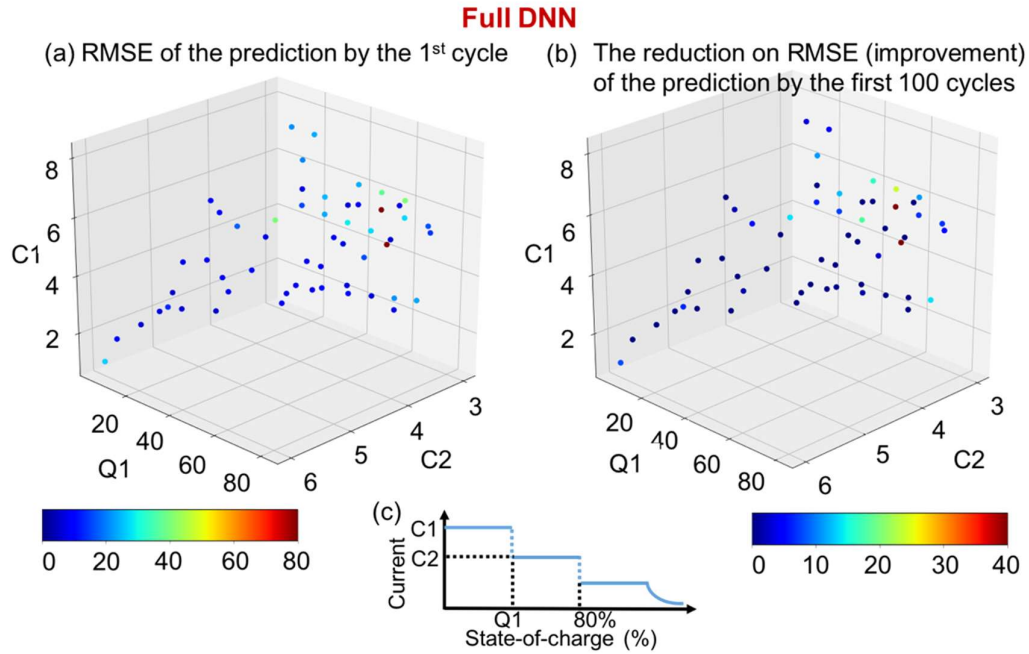 Full DNN
(a) RMSE of the prediction by the 1st cycle
(b) The reduction on RMSE (improvement)
of the prediction by the first 100 cycles
8
6
C1
4
2
20
40
Q1
60
80
3
4
C2
5
6
0 20 40 60 80
8
6
C1
4
2
20
40
Q1
60
80
3
4
C2
5
6
0 10 20 30 40
(c)
C1
C2
Current
Q1 80%
State-of-charge (%)